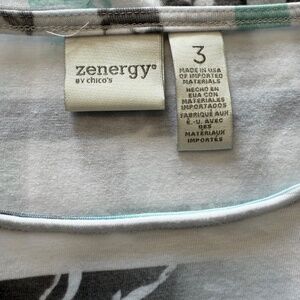 zenergy®
BY chico's
3
MADE IN USA
OF IMPORTED
MATERIALS
HECHO EN
EUA CON
MATERIALES
IMPORTADOS
FABRIQUÉ AUX
É.-U. AVEC
DES
MATERIAUX
IMPORTÉS